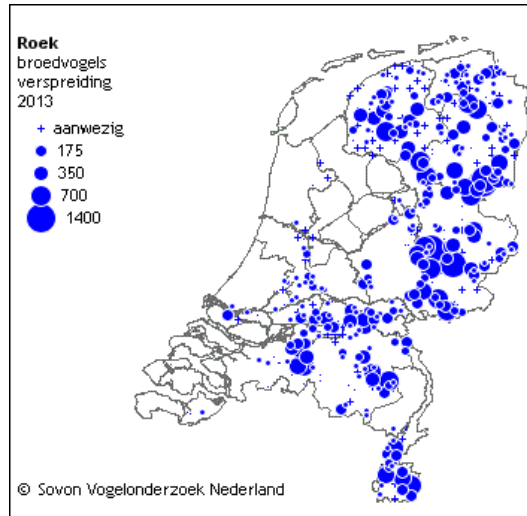 Roek
broedvogels
verspreiding
2013
+ aanwezig
175
350
700
1400
© Sovon Vogelonderzoek Nederland